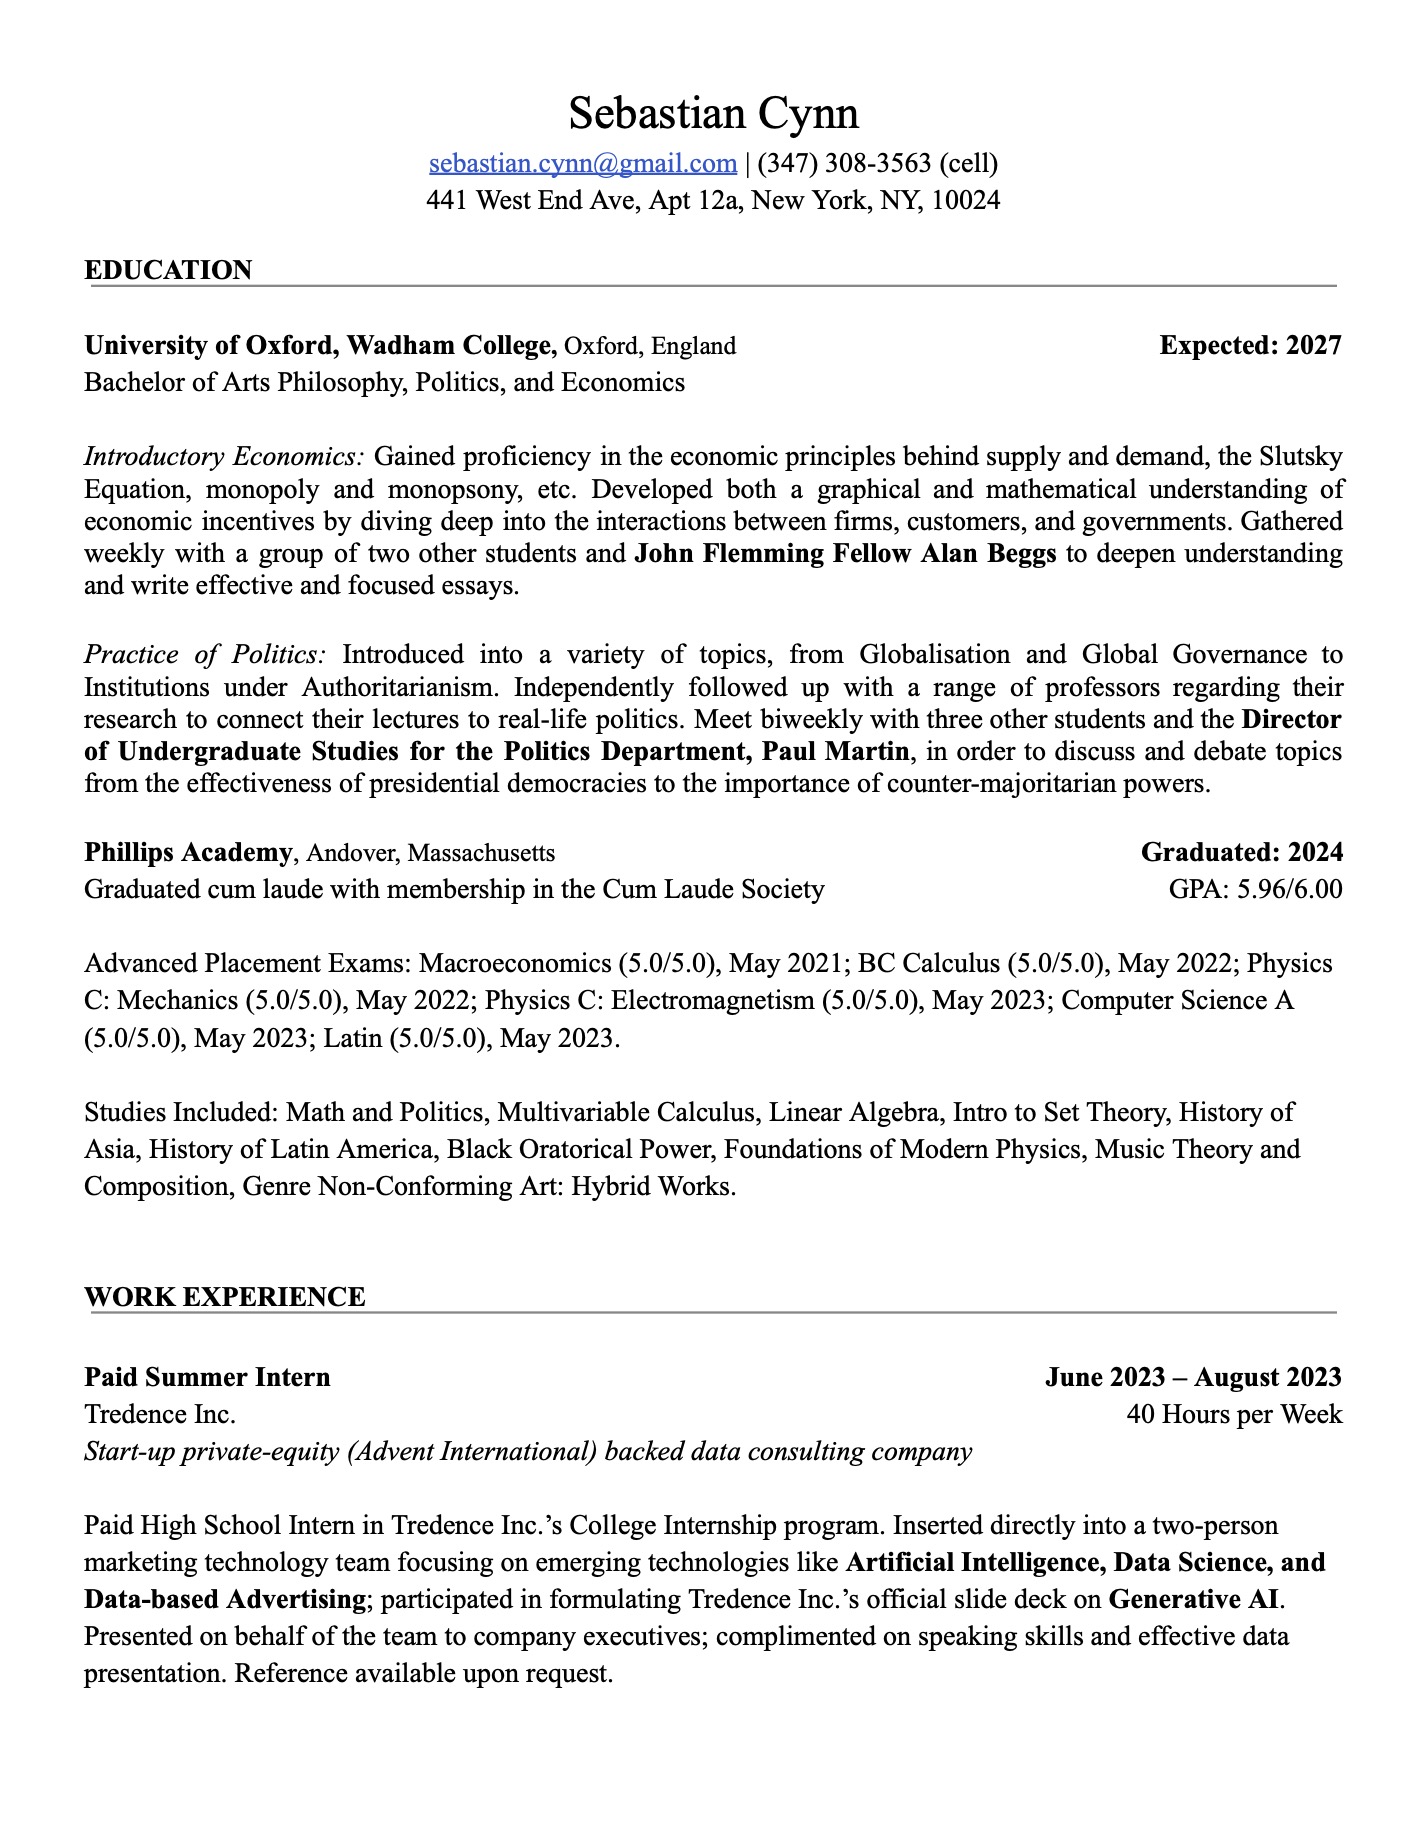 Sebastian Cynn
sebastian.cynn@gmail.com | (347) 308-3563 (cell)
441 West End Ave, Apt 12a, New York, NY, 10024
EDUCATION
University of Oxford, Wadham College, Oxford, England Expected: 2027
Bachelor of Arts Philosophy, Politics, and Economics
Introductory Economics: Gained proficiency in the economic principles behind supply and demand, the Slutsky
Equation, monopoly and monopsony, etc. Developed both a graphical and mathematical understanding of
economic incentives by diving deep into the interactions between firms, customers, and governments. Gathered
weekly with a group of two other students and John Flemming Fellow Alan Beggs to deepen understanding
and write effective and focused essays.
Practice of Politics: Introduced into a variety of topics, from Globalisation and Global Governance to
Institutions under Authoritarianism. Independently followed up with a range of professors regarding their
research to connect their lectures to real-life politics. Meet biweekly with three other students and the Director
of Undergraduate Studies for the Politics Department, Paul Martin, in order to discuss and debate topics
from the effectiveness of presidential democracies to the importance of counter-majoritarian powers.
Phillips Academy, Andover, Massachusetts Graduated: 2024
Graduated cum laude with membership in the Cum Laude Society GPA: 5.96/6.00
Advanced Placement Exams: Macroeconomics (5.0/5.0), May 2021; BC Calculus (5.0/5.0), May 2022; Physics
C: Mechanics (5.0/5.0), May 2022; Physics C: Electromagnetism (5.0/5.0), May 2023; Computer Science A
(5.0/5.0), May 2023; Latin (5.0/5.0), May 2023.
Studies Included: Math and Politics, Multivariable Calculus, Linear Algebra, Intro to Set Theory, History of
Asia, History of Latin America, Black Oratorical Power, Foundations of Modern Physics, Music Theory and
Composition, Genre Non-Conforming Art: Hybrid Works.
WORK EXPERIENCE
Paid Summer Intern June 2023 – August 2023
Tredence Inc. 40 Hours per Week
Start-up private-equity (Advent International) backed data consulting company
Paid High School Intern in Tredence Inc.’s College Internship program. Inserted directly into a two-person
marketing technology team focusing on emerging technologies like Artificial Intelligence, Data Science, and
Data-based Advertising; participated in formulating Tredence Inc.’s official slide deck on Generative AI.
Presented on behalf of the team to company executives; complimented on speaking skills and effective data
presentation. Reference available upon request.